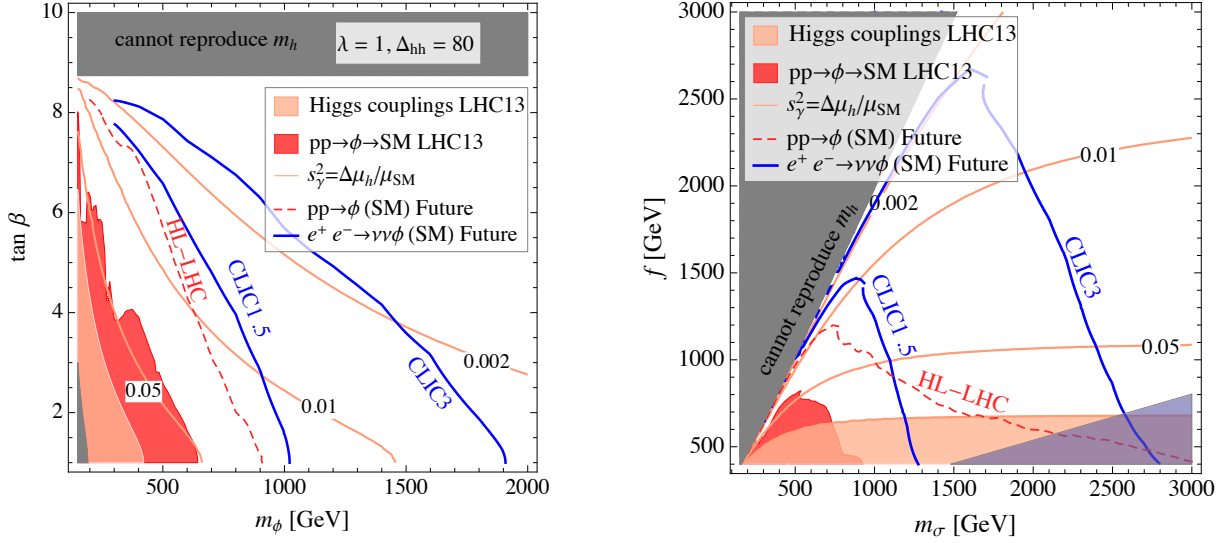 cannot reproduce m_h
λ = 1, Δ_hh = 80
Higgs couplings LHC13
pp→ϕ→SM LHC13
s_γ^2=Δμ_h/μ_SM
pp→ϕ (SM) Future
e^+ e^-→ννϕ (SM) Future
HL-LHC
CLIC1.5
CLIC3
0.05
0.01
0.002
10
8
6
4
2
tan β
500
1000
1500
2000
m_ϕ [GeV]
Higgs couplings LHC13
pp→ϕ→SM LHC13
s_γ^2=Δμ_h/μ_SM
pp→ϕ (SM) Future
e^+ e^-→ννϕ (SM) Future
cannot reproduce m_h
0.01
0.002
0.05
CLIC1.5
CLIC3
HL-LHC
3000
2500
2000
1500
1000
500
f [GeV]
500
1000
1500
2000
2500
3000
m_σ [GeV]